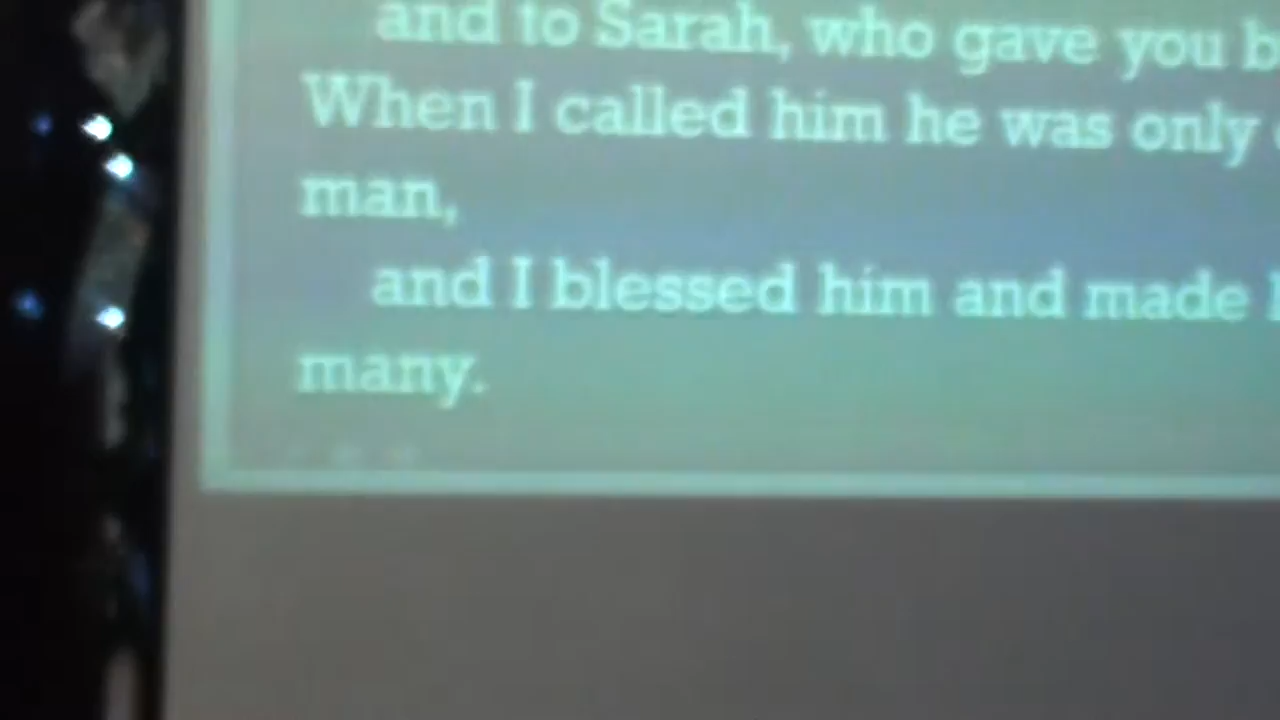 and to Sarah, who gave you b
When I called him he was only
man,
and I blessed him and made
many.